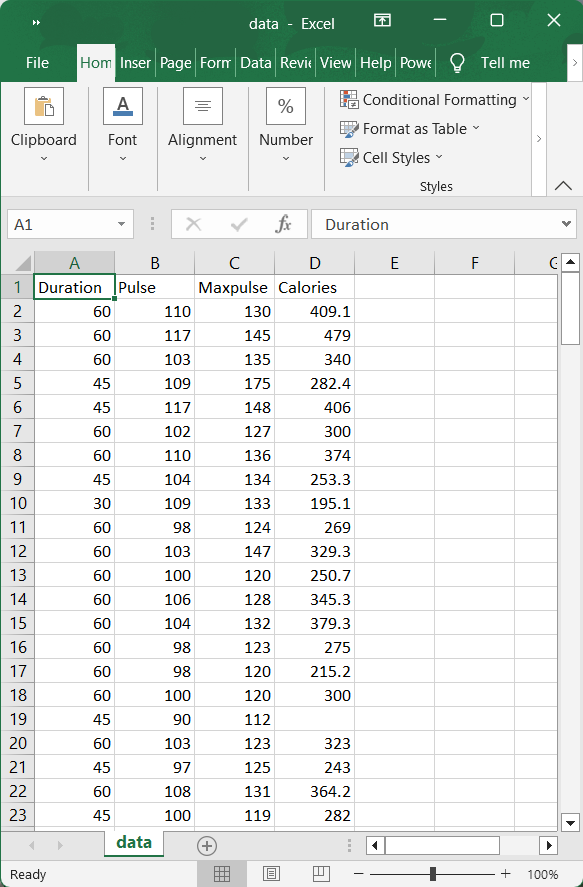 data - Excel
File Hom Inser Page Form Data Revie View Help Powe Tell me
Clipboard Font Alignment Number
Conditional Formatting
Format as Table
Cell Styles
Styles
A1 fx Duration
A B C D E F G
1 Duration Pulse Maxpulse Calories
2 60 110 130 409.1
3 60 117 145 479
4 60 103 135 340
5 45 109 175 282.4
6 45 117 148 406
7 60 102 127 300
8 60 110 136 374
9 45 104 134 253.3
10 30 109 133 195.1
11 60 98 124 269
12 60 103 147 329.3
13 60 100 120 250.7
14 60 106 128 345.3
15 60 104 132 379.3
16 60 98 123 275
17 60 98 120 215.2
18 60 100 120 300
19 45 90 112
20 60 103 123 323
21 45 97 125 243
22 60 108 131 364.2
23 45 100 119 282
data
Ready 100%